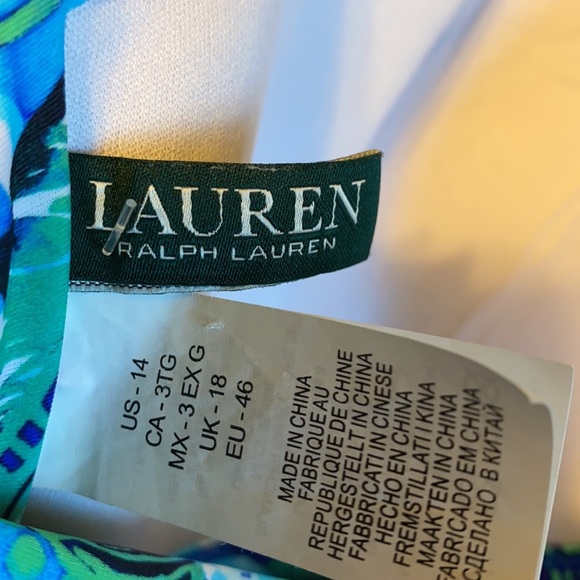 LAUREN
RALPH LAUREN
US - 14
CA - 3TG
MX - 3 EX G
UK - 18
EU - 46
MADE IN CHINA
FABRIQUE AU
REPUBLIQUE DE CHINE
HERGESTELLT IN CHINA
FABBRICATI IN CINESE
HECHO EN CHINA
FREMSTILLATI I KINA
MAAKTEN IN CHINA
FABRICADO EM CHINA
СДЕЛАНО В КИТАЙ